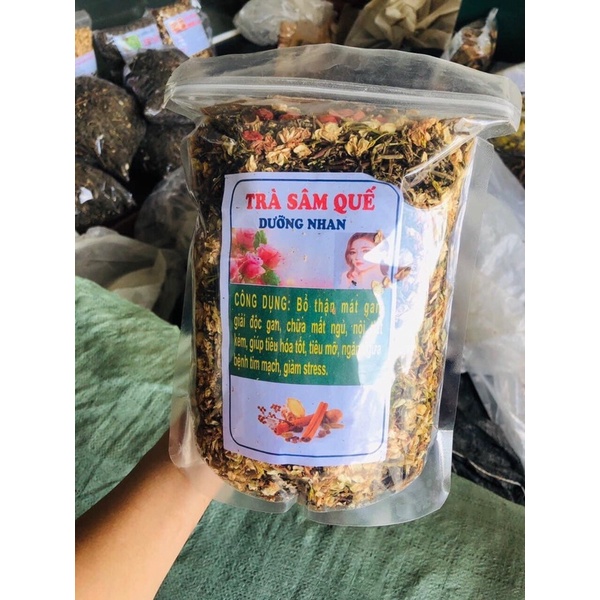 TRÀ SÂM QUẾ
DƯỠNG NHAN
CÔNG DỤNG: Bổ thận, mát gan
giải độc gan, chữa mất ngủ, nội
kém, giúp tiêu hóa tốt, tiêu mỡ,
bệnh tim mạch, giảm stress.